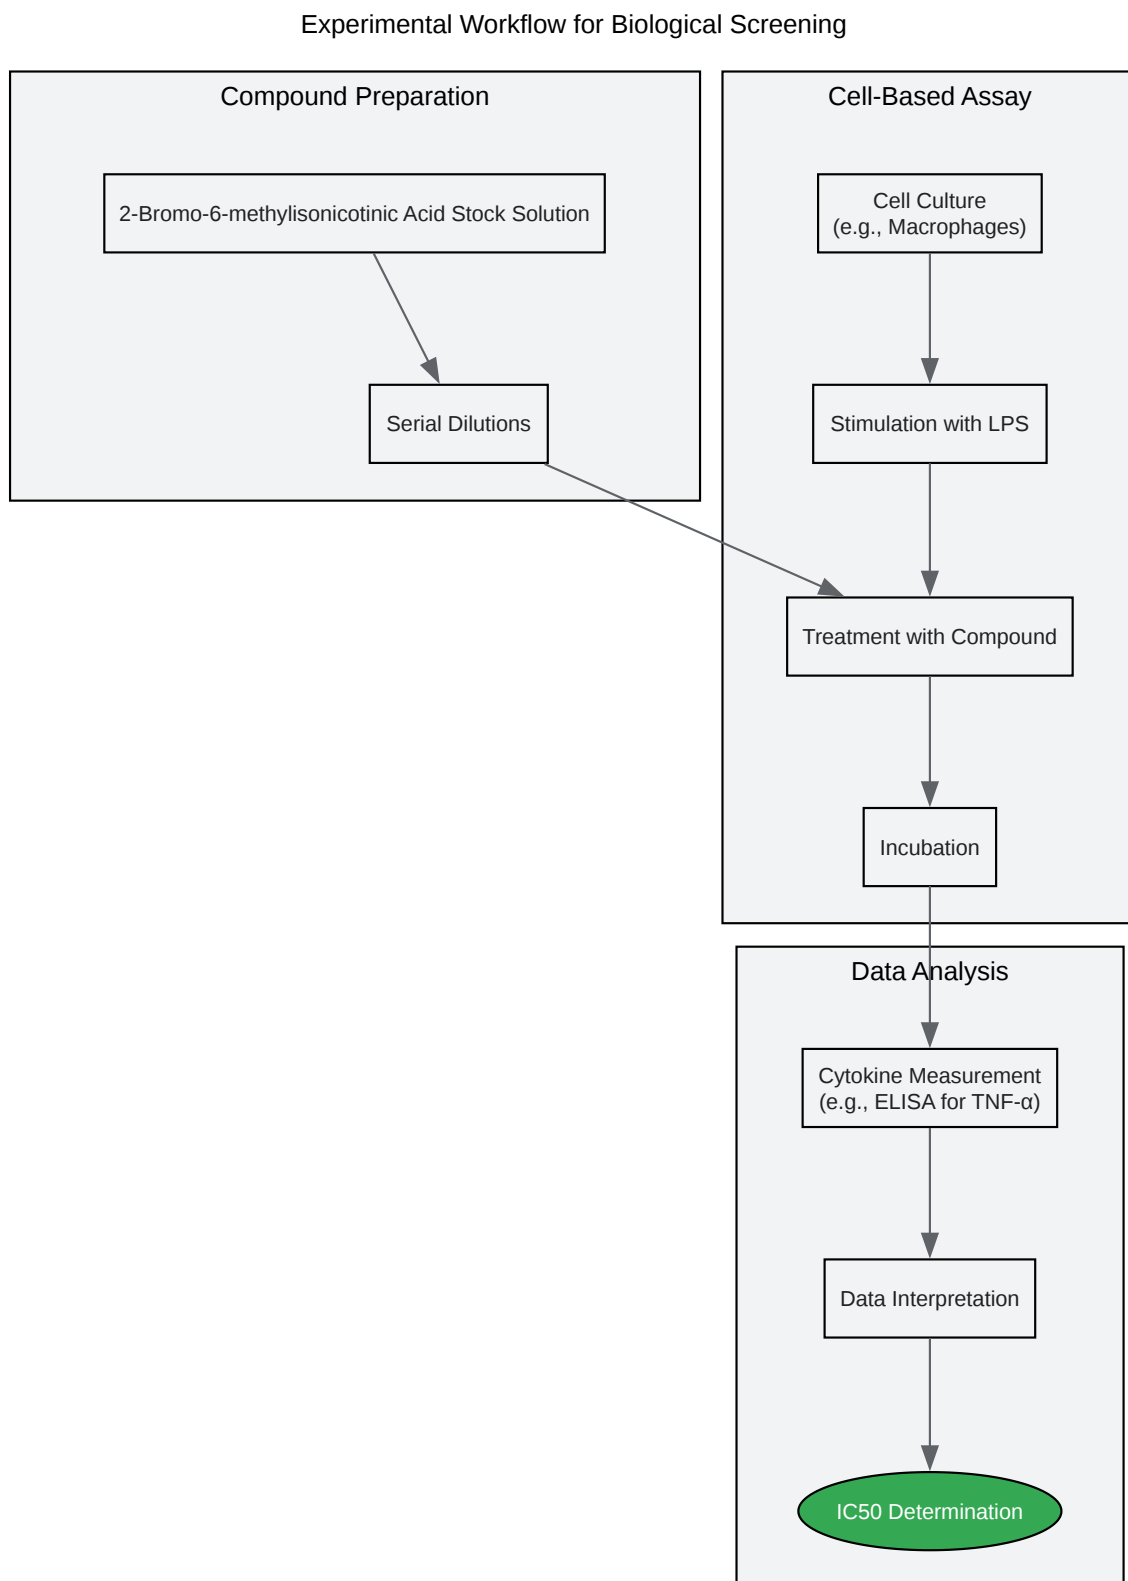 Experimental Workflow for Biological Screening
Compound Preparation
2-Bromo-6-methylisonicotinic Acid Stock Solution
Serial Dilutions
Cell-Based Assay
Cell Culture
(e.g., Macrophages)
Stimulation with LPS
Treatment with Compound
Incubation
Data Analysis
Cytokine Measurement
(e.g., ELISA for TNF-α)
Data Interpretation
IC50 Determination